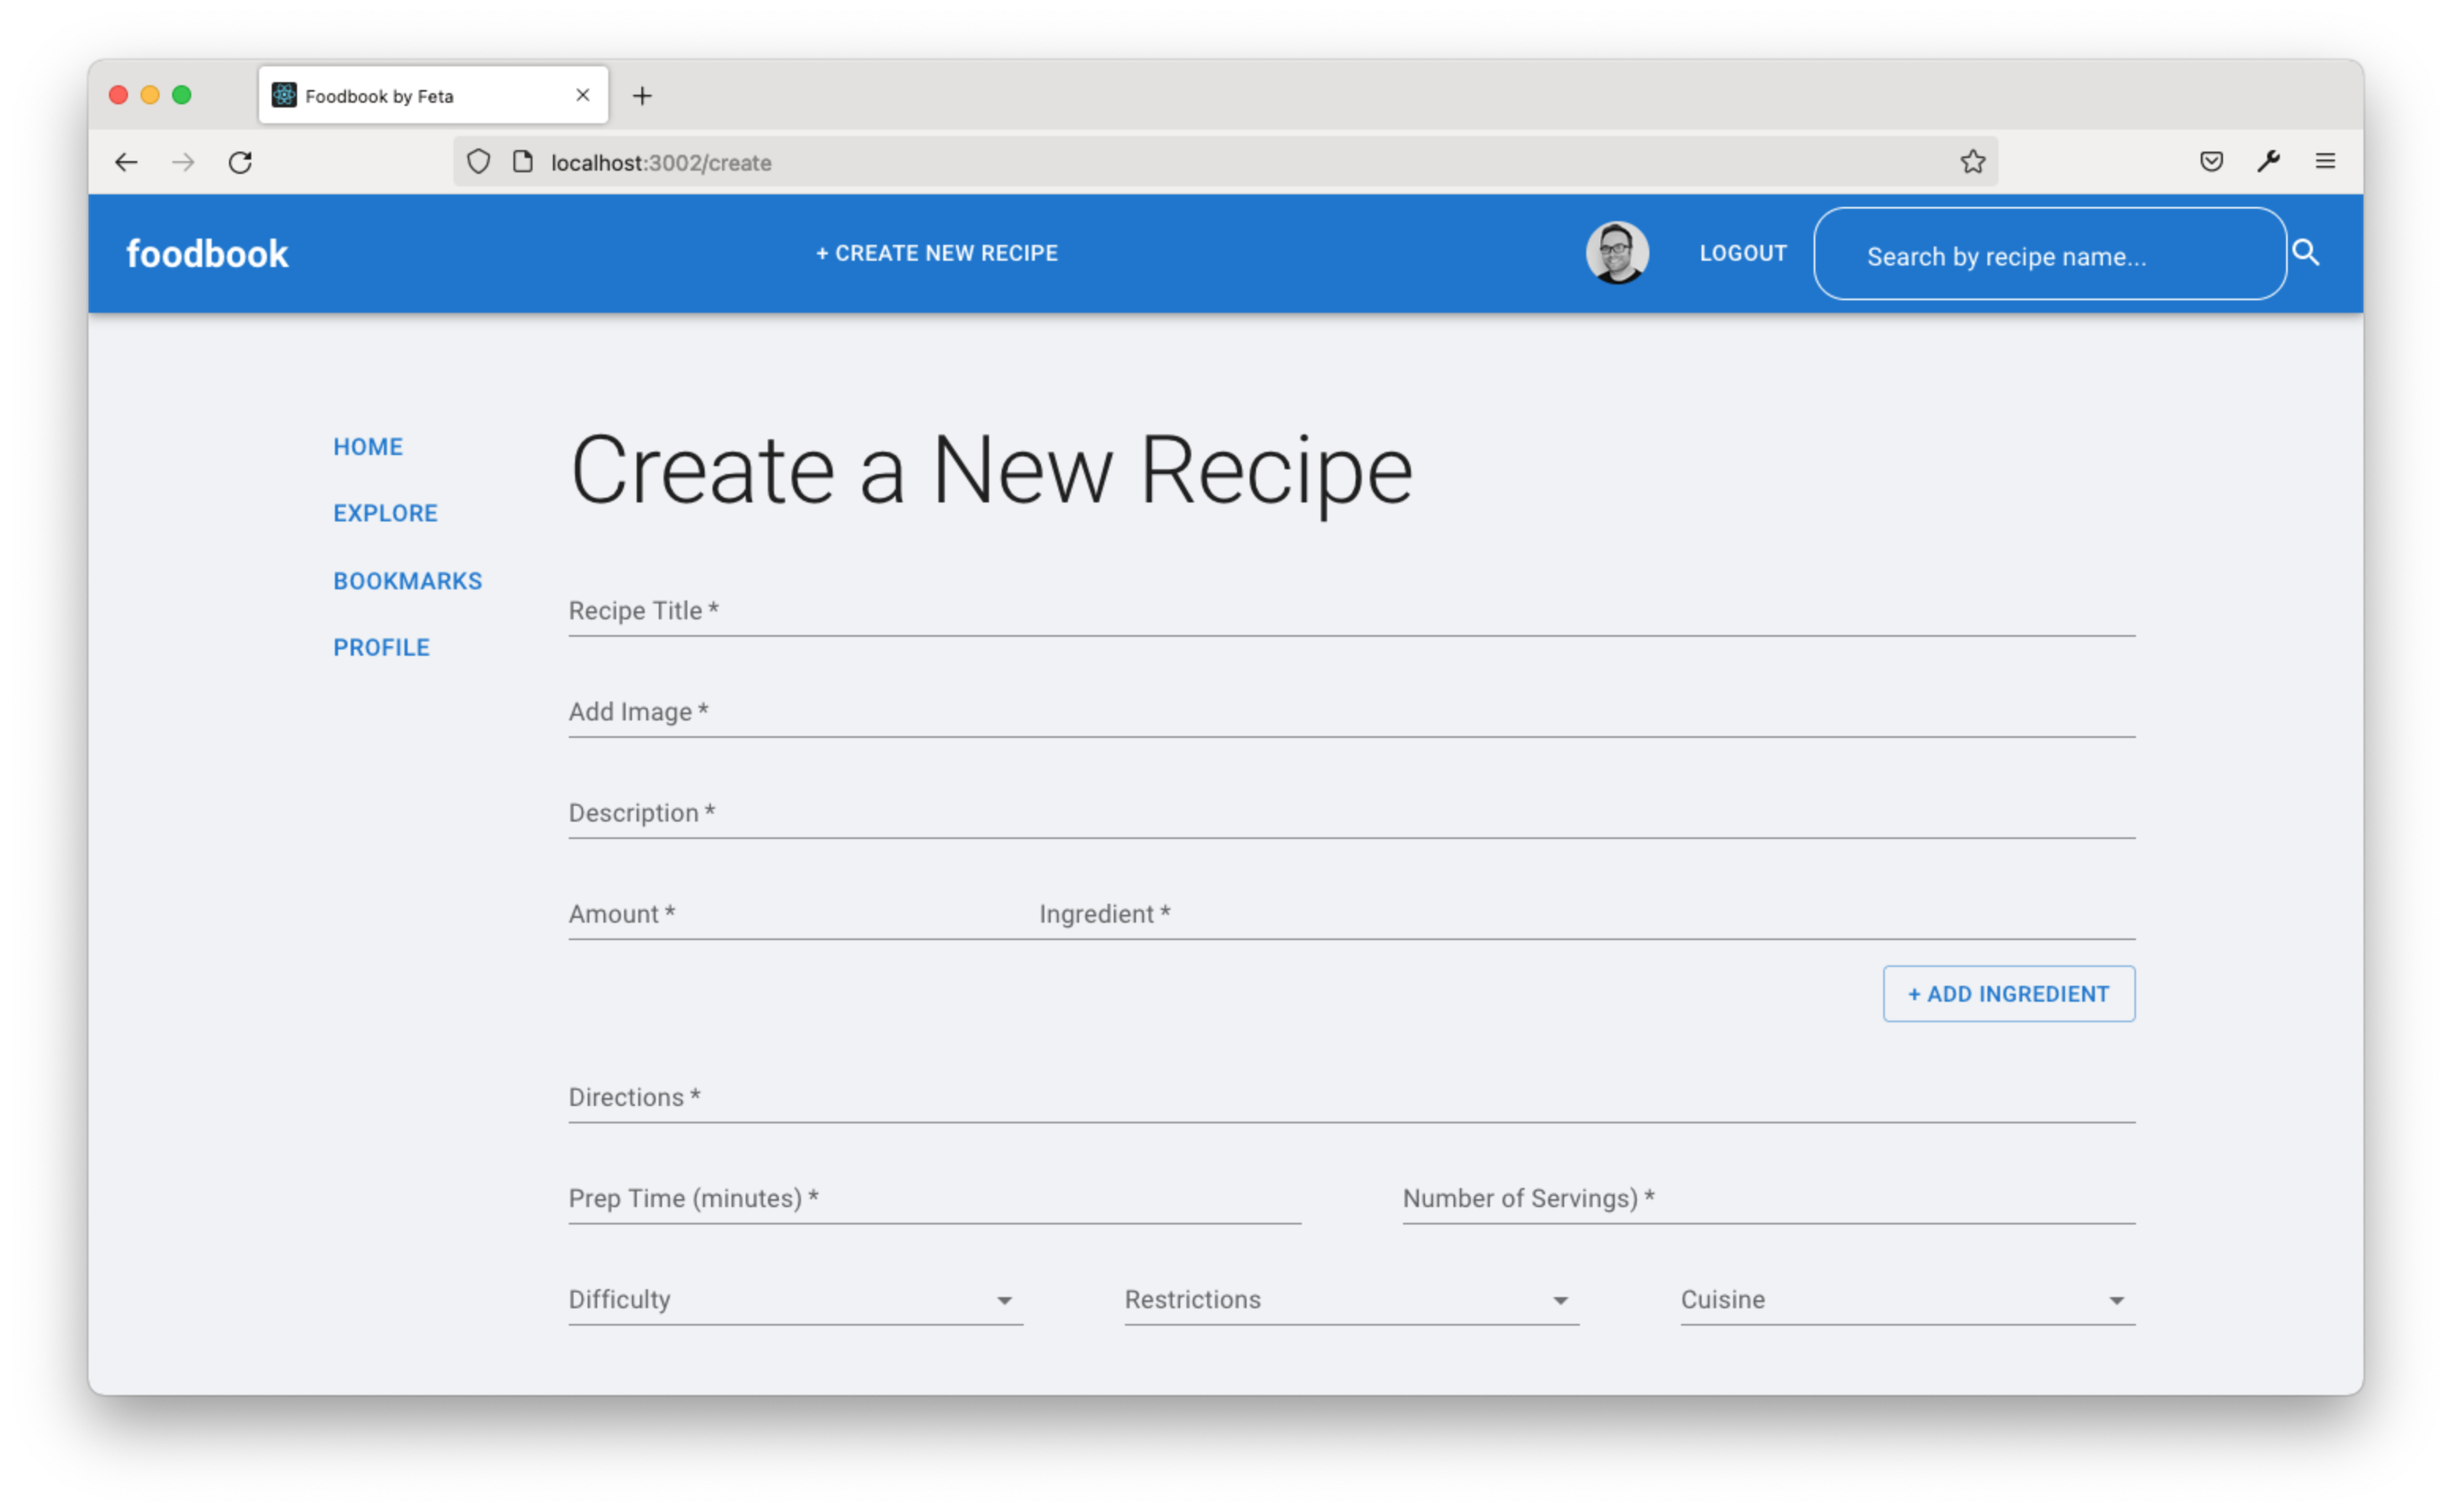 Foodbook by Feta
localhost:3002/create
foodbook
+ CREATE NEW RECIPE
LOGOUT
Search by recipe name...
HOME
EXPLORE
BOOKMARKS
PROFILE
Create a New Recipe
Recipe Title *
Add Image *
Description *
Amount * Ingredient *
+ ADD INGREDIENT
Directions *
Prep Time (minutes) * Number of Servings) *
Difficulty Restrictions Cuisine